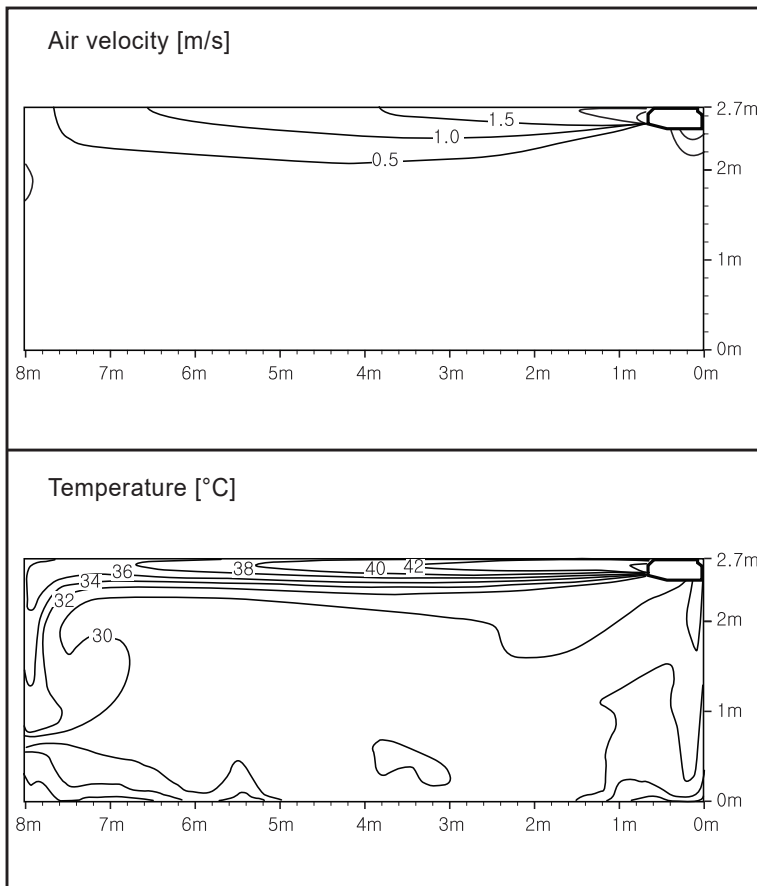 Air velocity [m/s]
2.7m
1.5
1.0
0.5
2m
1m
0m
8m 7m 6m 5m 4m 3m 2m 1m 0m
Temperature [°C]
2.7m
36 38 40 42
34
32
2m
30
1m
0m
8m 7m 6m 5m 4m 3m 2m 1m 0m